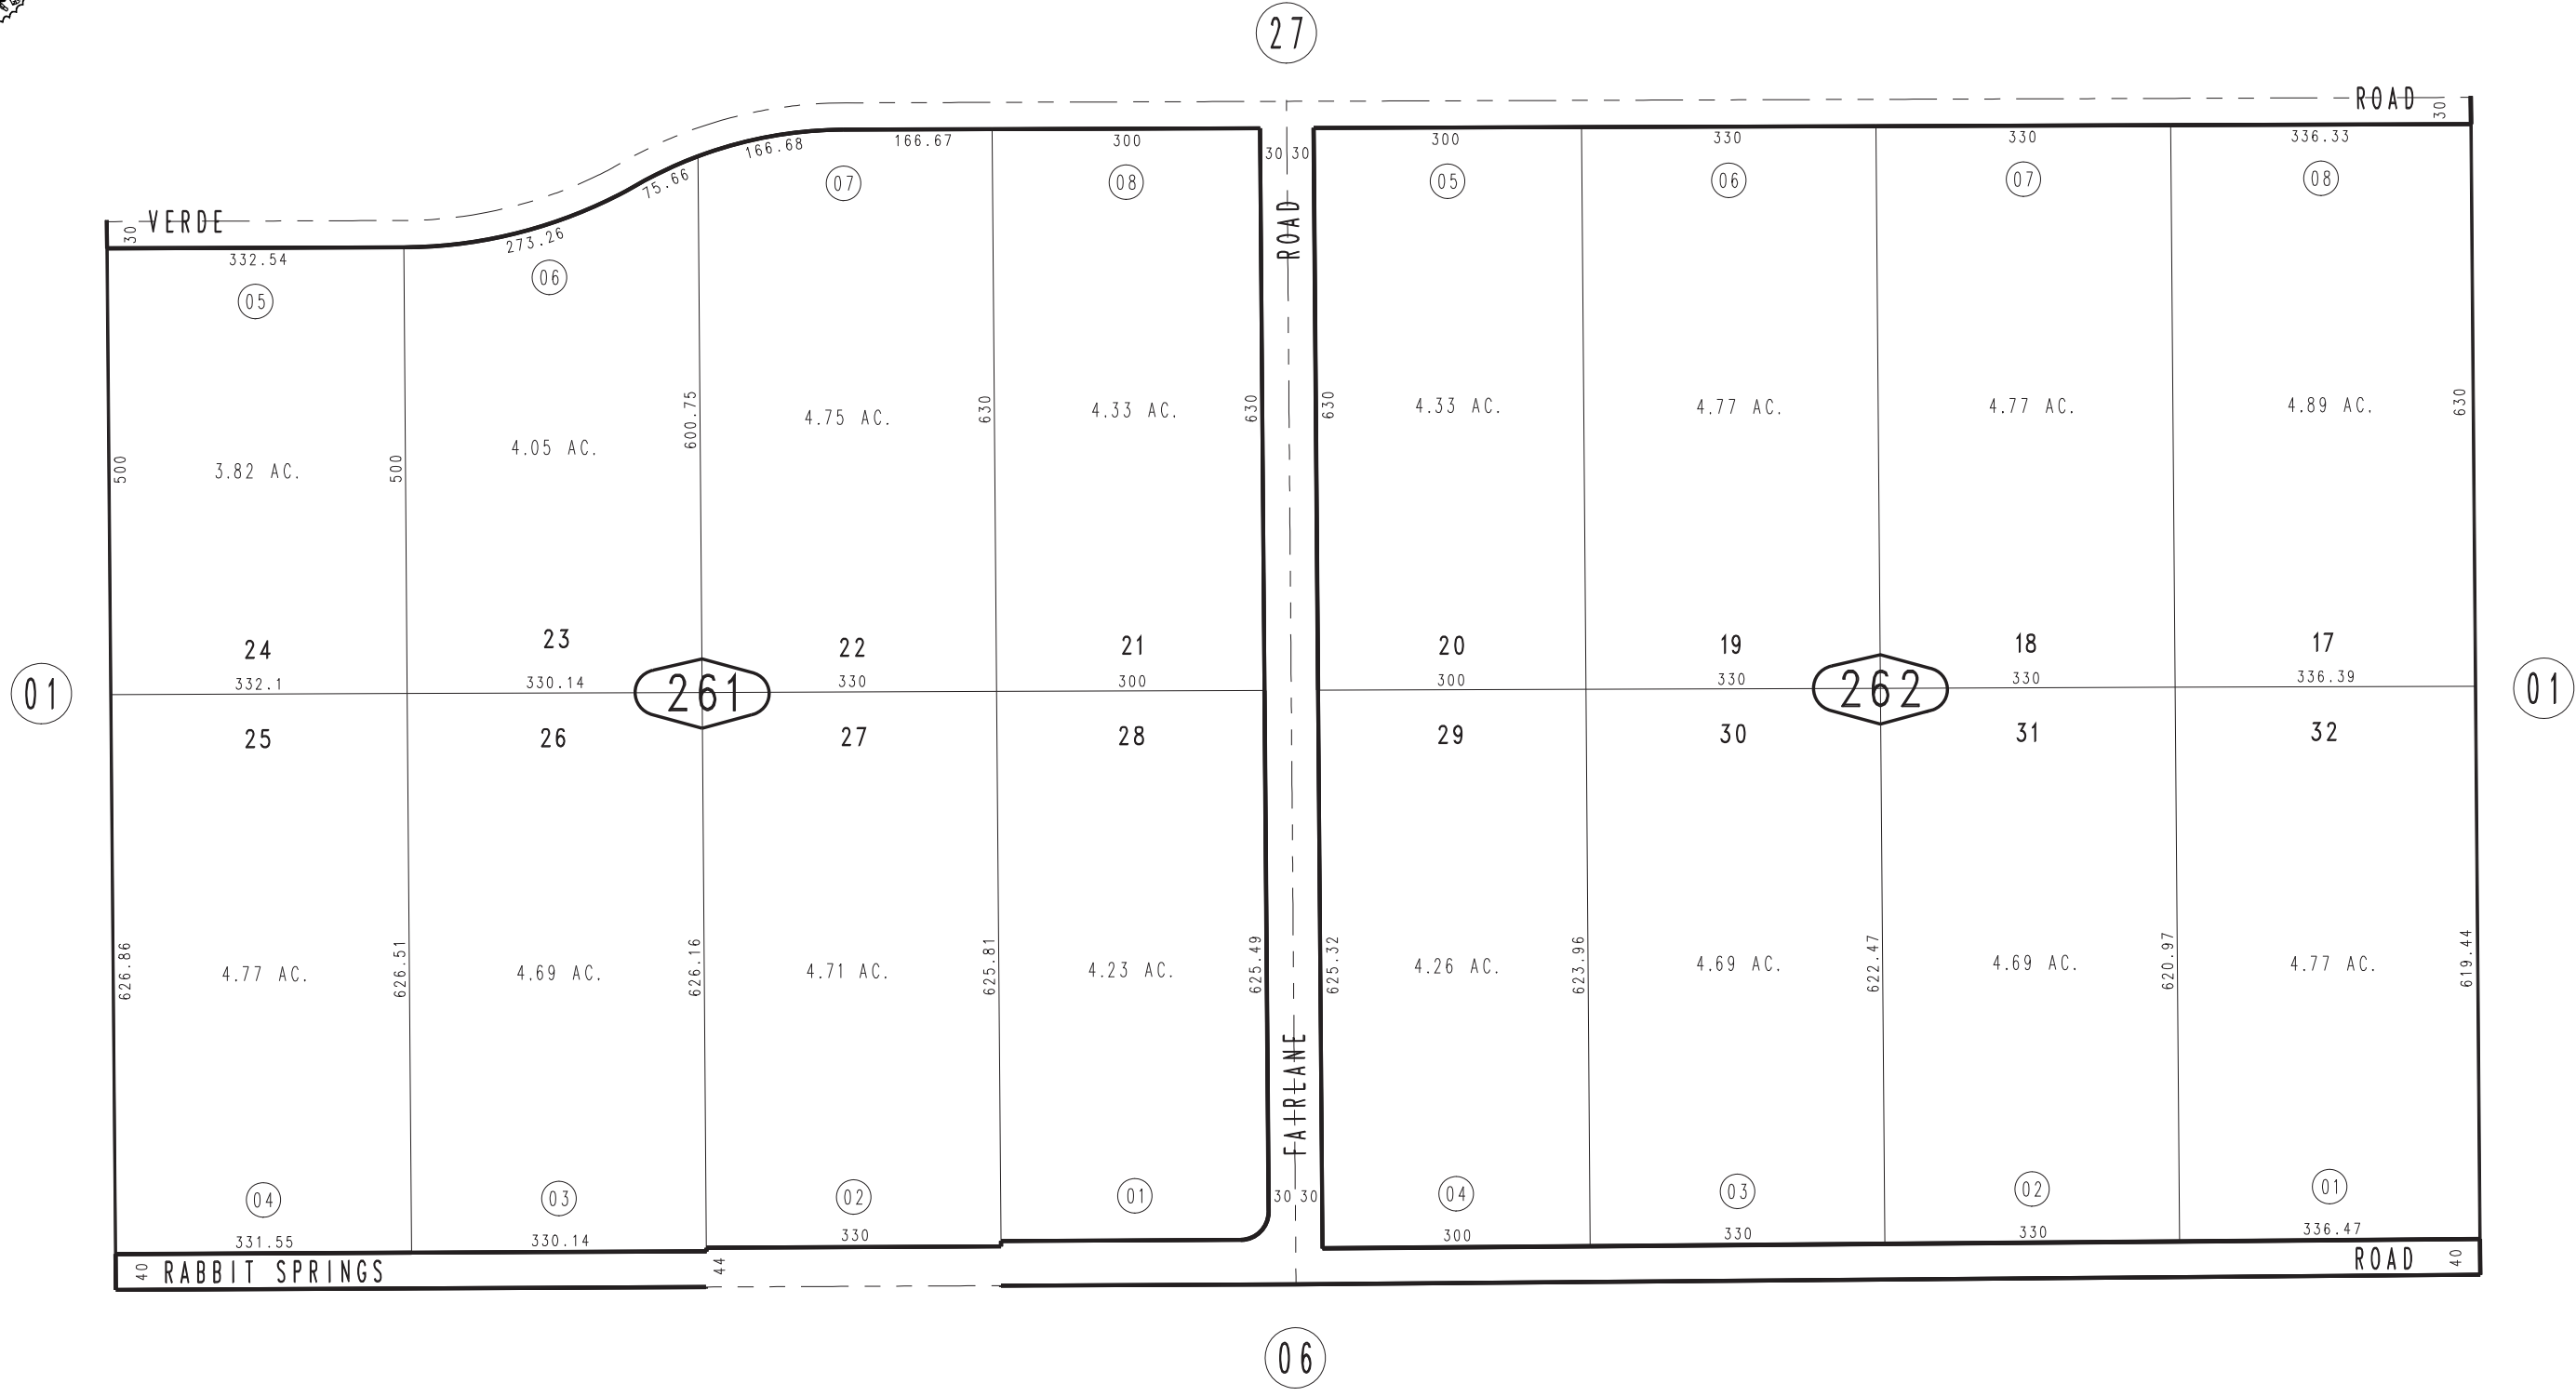 27
ROAD 30
166.68 166.67 300 30 30 300 330 330 336.33
75.66
07 08 05 06 07 08
VERDE
30
273.26
ROAD
332.54
06
05
4.75 AC. 4.33 AC. 4.33 AC. 4.77 AC. 4.77 AC. 4.89 AC.
600.75 630 630 630 630
3.82 AC. 4.05 AC.
500 500
24 23 22 21 20 19 18 17
332.1 330.14 330 300 300 330 330 336.39
01 261 262 01
25 26 27 28 29 30 31 32
626.86 626.51 626.16 625.81 625.49 625.32 623.96 622.47 620.97 619.44
4.77 AC. 4.69 AC. 4.71 AC. 4.23 AC. 4.26 AC. 4.69 AC. 4.69 AC. 4.77 AC.
FAIRLANE
04 03 02 01 30 30 04 03 02 01
331.55 330.14 330 300 330 330 336.47
40 RABBIT SPRINGS 44 ROAD 40
06